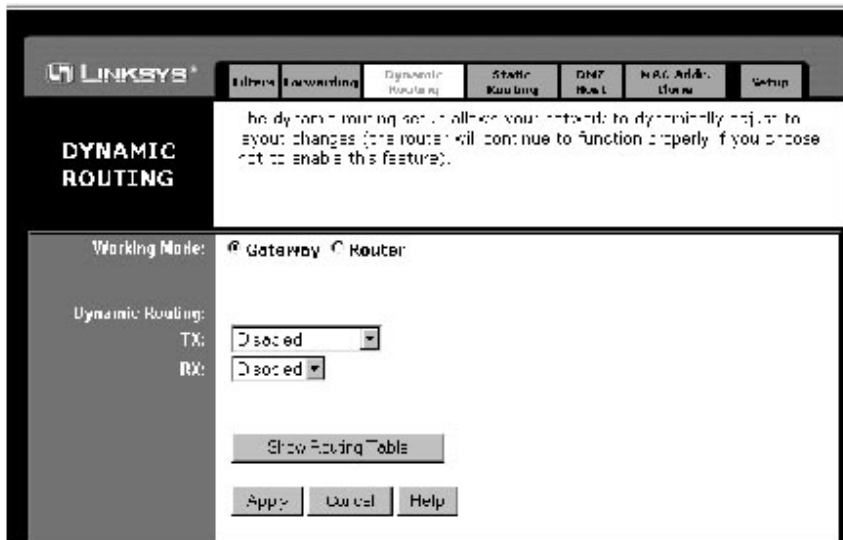 LINKSYS®
Filters Forwarding Dynamic Routing Static Routing DMZ Host MAC Addr. Clone Setup
DYNAMIC ROUTING
The dynamic routing setup allows your network to dynamically adjust to
layout changes (the router will continue to function properly if you choose
not to enable this feature).
Working Mode: Gateway Router
Dynamic Routing:
TX: Disabled
RX: Disabled
Show Routing Table
Apply Cancel Help